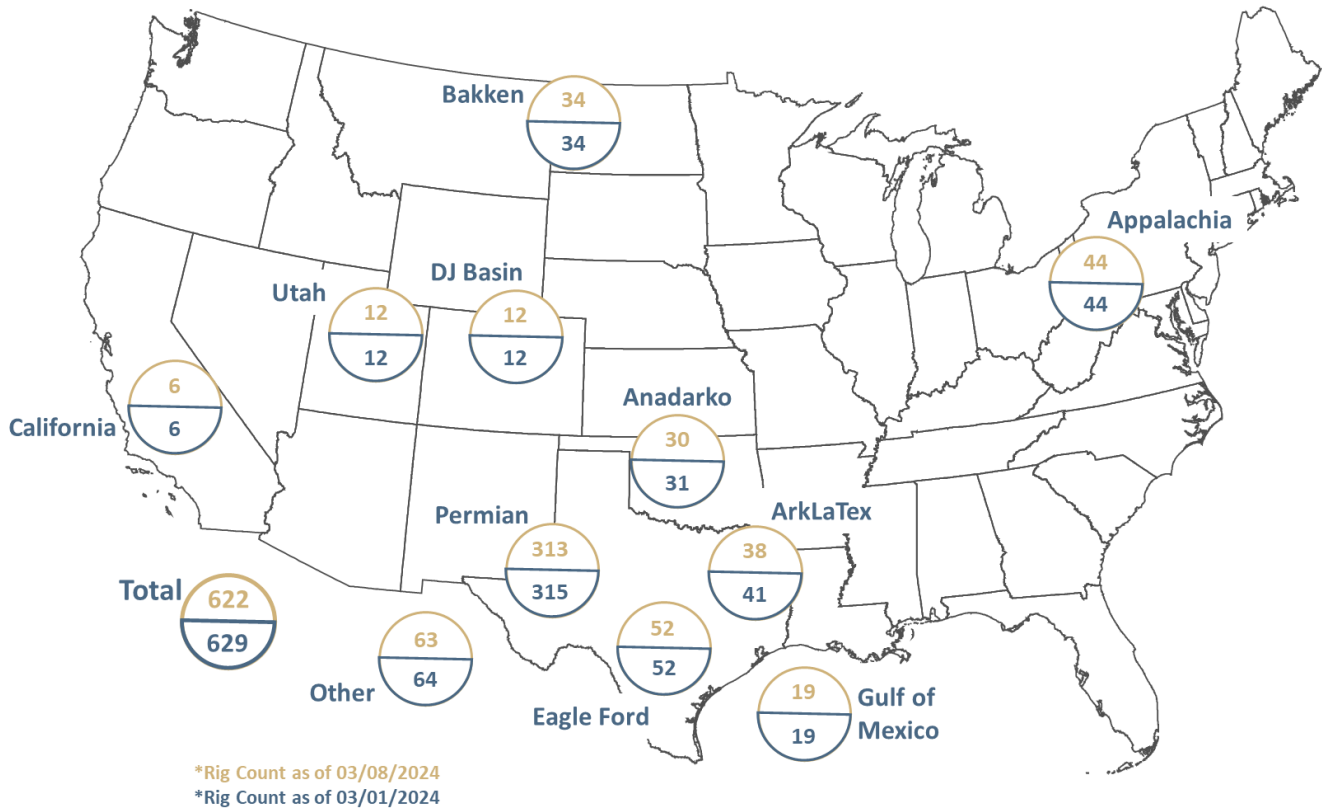 Bakken
34
34
Appalachia
44
44
DJ Basin
12
12
Utah
12
12
California
6
6
Anadarko
30
31
Permian
313
315
ArkLaTex
38
41
Total
622
629
Other
63
64
Eagle Ford
52
52
Gulf of
Mexico
19
19
*Rig Count as of 03/08/2024
*Rig Count as of 03/01/2024